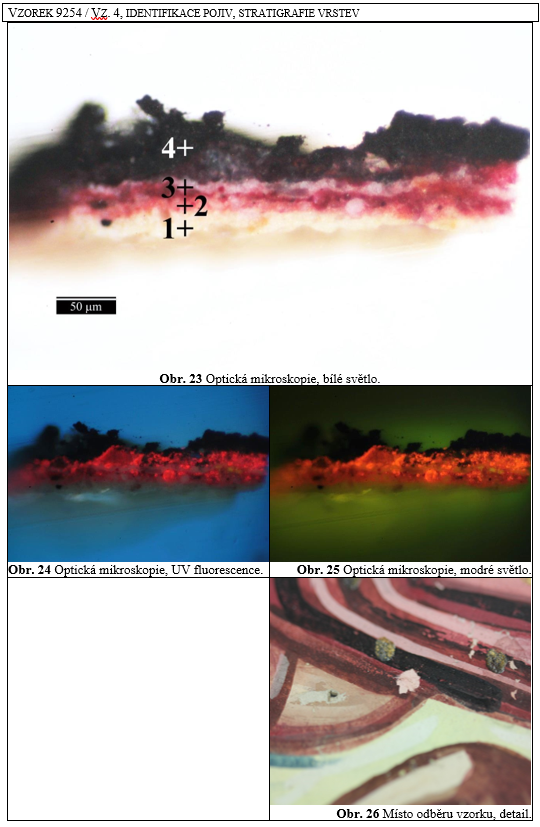 VZOREK 9254 / VZ. 4, IDENTIFIKACE POJIV, STRATIGRAFIE VRSTEV
4+
3+
+2
1+
50 µm
Obr. 23 Optická mikroskopie, bílé světlo.
Obr. 24 Optická mikroskopie, UV fluorescence.
Obr. 25 Optická mikroskopie, modré světlo.
Obr. 26 Místo odběru vzorku, detail.